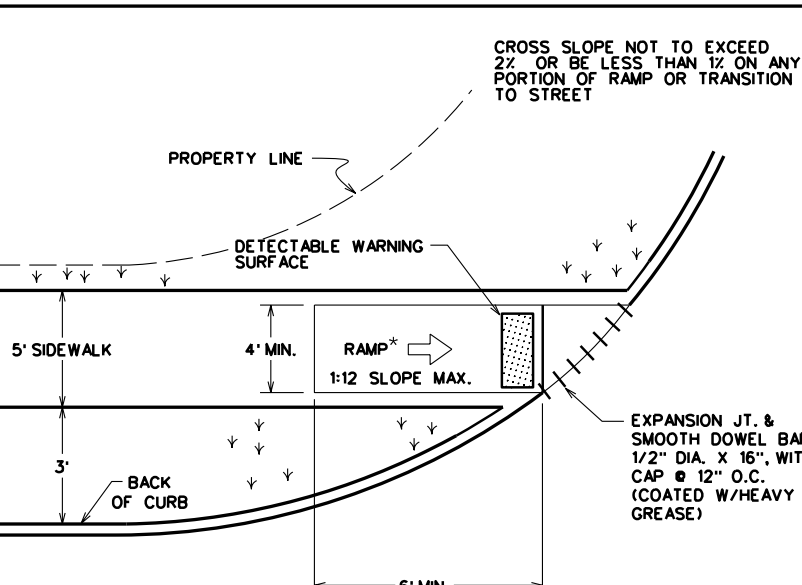 CROSS SLOPE NOT TO EXCEED
2% OR BE LESS THAN 1% ON ANY
PORTION OF RAMP OR TRANSITION
TO STREET
PROPERTY LINE
DETECTABLE WARNING
SURFACE
5' SIDEWALK
4' MIN.
RAMP*
1:12 SLOPE MAX.
3'
BACK
OF CURB
EXPANSION JT. &
SMOOTH DOWEL
1/2" DIA. X 16",
CAP @ 12" O.C.
(COATED W/HEAVY
GREASE)
6' MIN